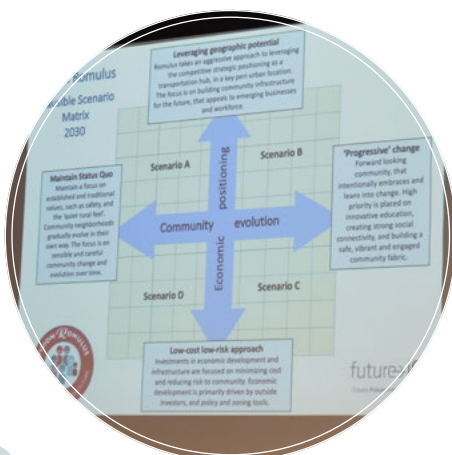 Romulus
Scenario
Matrix
2030
Leveraging geographic potential
Romulus takes an aggressive approach to leveraging
the competitive strategic positioning as a
transportation hub, in a key peri-urban location.
The focus is on building community infrastructure
for the future, that appeals to emerging businesses
and workforce.
Scenario A
Scenario B
Maintain Status Quo
Maintain a focus on
established and traditional
values, such as safety, and
the 'quiet rural feel'.
Community neighborhoods
gradually evolve in their
own way. The focus is on
sensible and careful
community change and
evolution over time.
'Progressive' change
Forward looking
community, that
intentionally embraces and
leans into change. High
priority is placed on
innovative education,
creating strong social
connectivity, and building a
safe, vibrant and engaged
community fabric.
Community evolution
Economic positioning
Scenario D
Scenario C
Low-cost low-risk approach
Investments in economic development and
infrastructure are focused on minimizing cost
and reducing risk to community. Economic
development is primarily driven by outside
investors, and policy and zoning tools.
ROMULUS
future